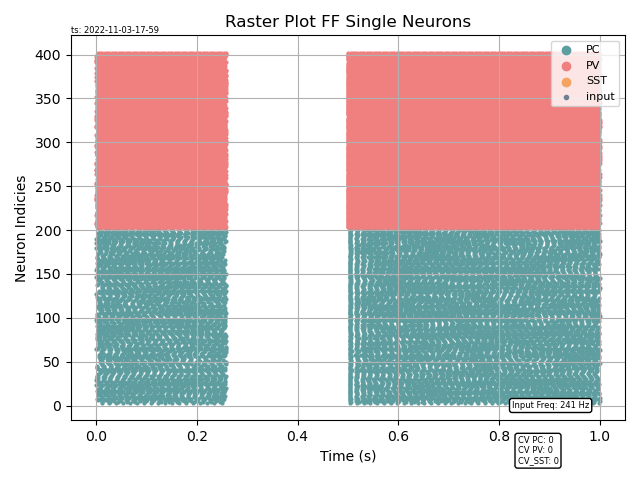 Raster Plot FF Single Neurons
ts: 2022-11-03-17-59
PC
PV
SST
input
400
350
300
250
200
150
100
50
0
Neuron Indicies
Input Freq: 241 Hz
0.0 0.2 0.4 0.6 0.8 1.0
Time (s)
CV PC: 0
CV PV: 0
CV_SST: 0